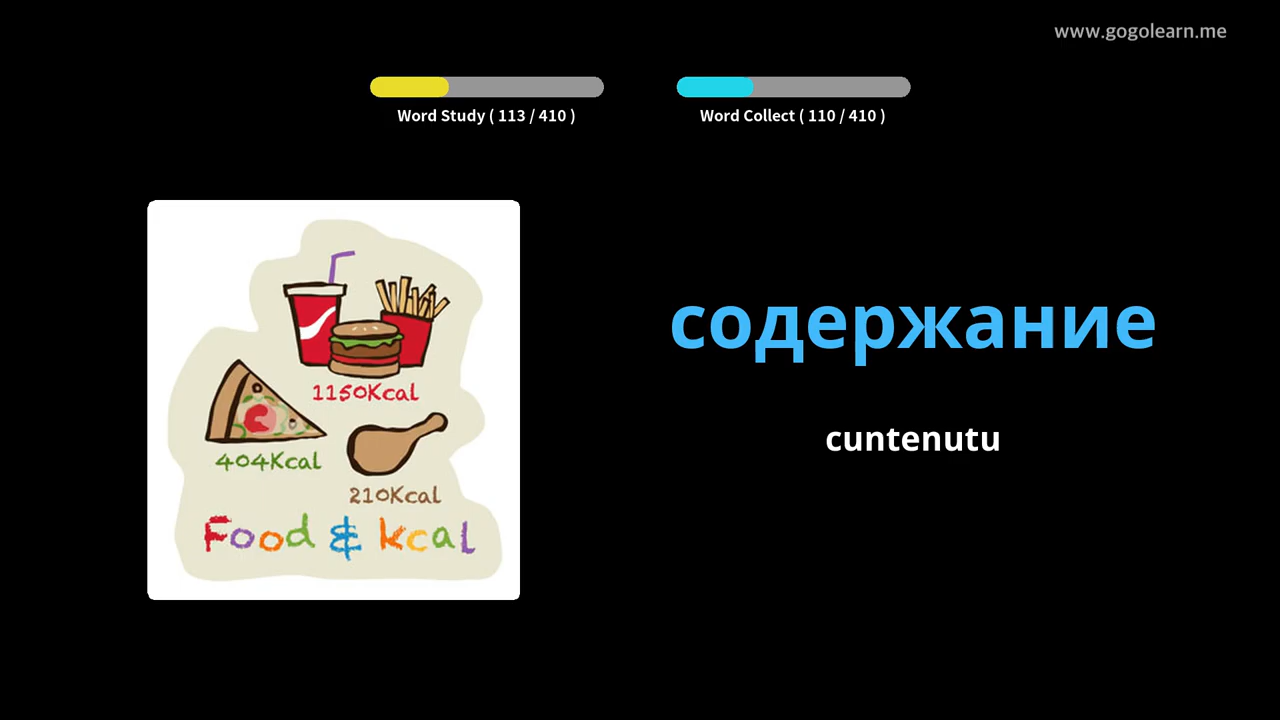 www.gogolearn.me
Word Study ( 113 / 410 )
Word Collect ( 110 / 410 )
1150Kcal
404Kcal
210Kcal
Food & kcal
содержание
cuntenutu